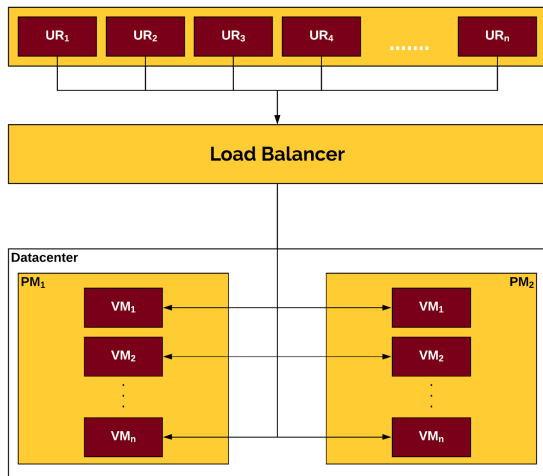 UR₁ UR₂ UR₃ UR₄ ........ URₙ
Load Balancer
Datacenter
PM₁ PM₂
VM₁ VM₁
VM₂ VM₂
VMₙ VMₙ